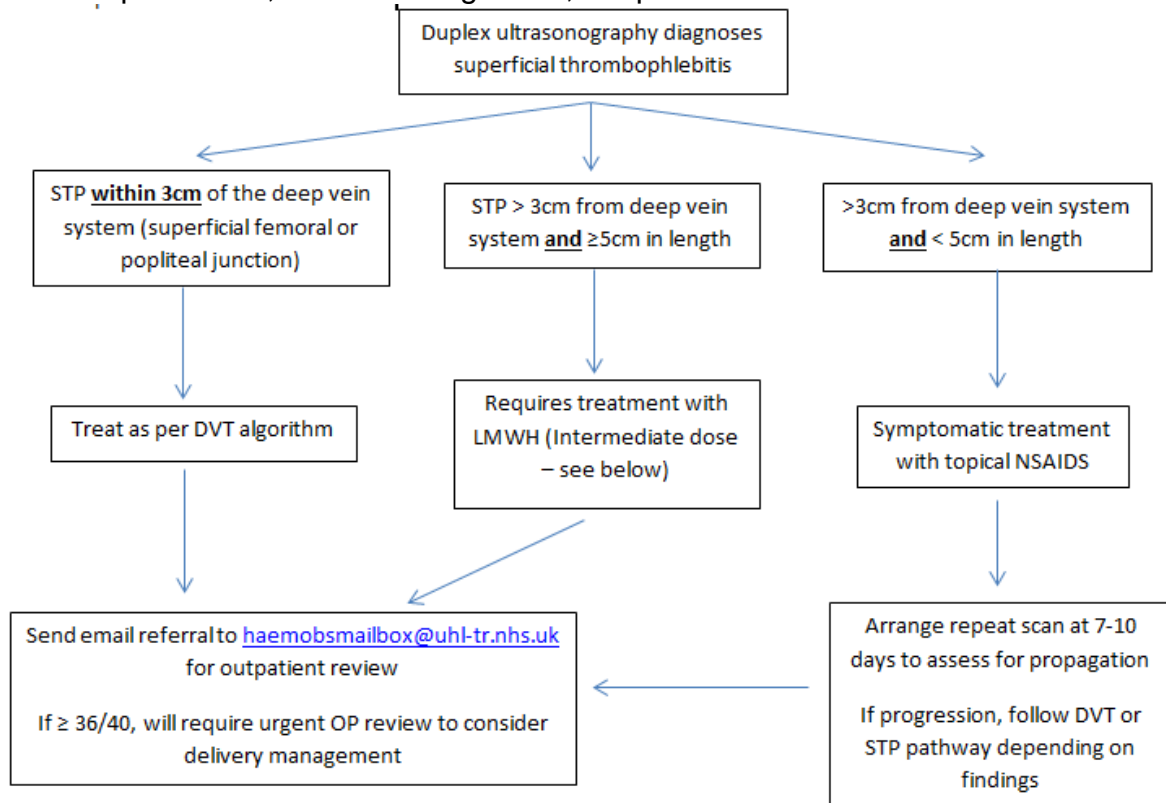 Duplex ultrasonography diagnoses
superficial thrombophlebitis
STP within 3cm of the deep vein
system (superficial femoral or
popliteal junction)
STP > 3cm from deep vein
system and ≥5cm in length
>3cm from deep vein system
and < 5cm in length
Treat as per DVT algorithm
Requires treatment with
LMWH (Intermediate dose
– see below)
Symptomatic treatment
with topical NSAIDS
Send email referral to haemobsmailbox@uhl-tr.nhs.uk
for outpatient review
If ≥ 36/40, will require urgent OP review to consider
delivery management
Arrange repeat scan at 7-10
days to assess for propagation
If progression, follow DVT or
STP pathway depending on
findings